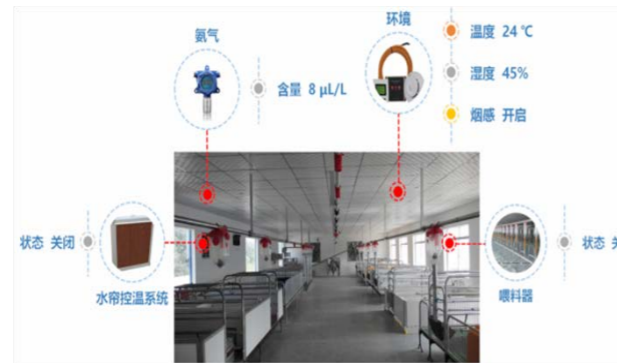 氨气
含量 8 μL/L
环境
温度 24 ℃
湿度 45%
烟感 开启
状态 关闭
水帘控温系统
喂料器
状态